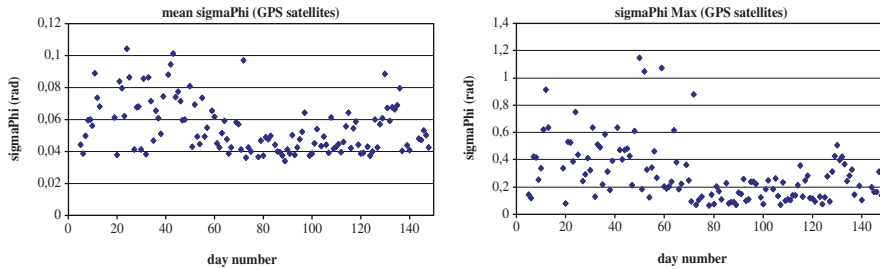 mean sigmaPhi (GPS satellites)
0,12
0,1
0,08
0,06
0,04
0,02
0
sigmaPhi (rad)
0 20 40 60 80 100 120 140
day number
sigmaPhi Max (GPS satellites)
1,4
1,2
1
0,8
0,6
0,4
0,2
0
sigmaPhi (rad)
0 20 40 60 80 100 120 140
day number